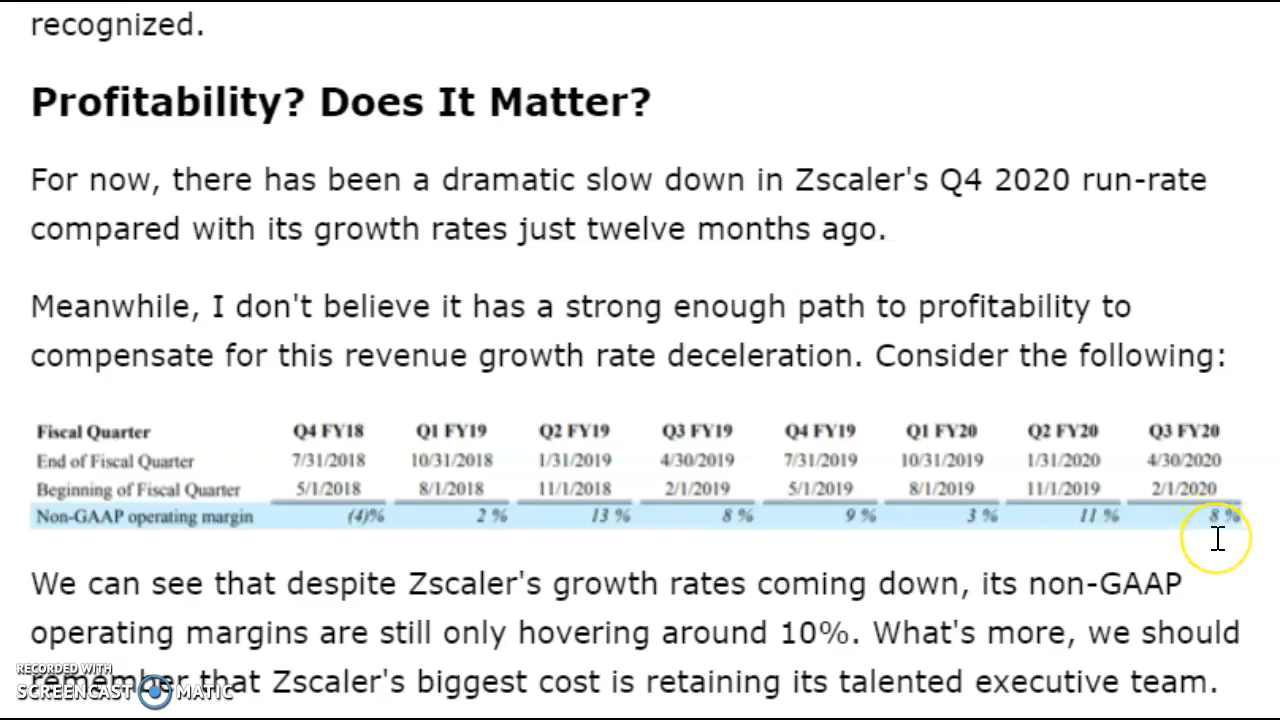 recognized.
Profitability? Does It Matter?
For now, there has been a dramatic slow down in Zscaler's Q4 2020 run-rate
compared with its growth rates just twelve months ago.
Meanwhile, I don't believe it has a strong enough path to profitability to
compensate for this revenue growth rate deceleration. Consider the following:
Fiscal Quarter Q4 FY18 Q1 FY19 Q2 FY19 Q3 FY19 Q4 FY19 Q1 FY20 Q2 FY20 Q3 FY20
End of Fiscal Quarter 7/31/2018 10/31/2018 1/31/2019 4/30/2019 7/31/2019 10/31/2019 1/31/2020 4/30/2020
Beginning of Fiscal Quarter 5/1/2018 8/1/2018 11/1/2018 2/1/2019 5/1/2019 8/1/2019 11/1/2019 2/1/2020
Non-GAAP operating margin (4)% 2 % 13 % 8 % 9 % 3 % 11 % 8 %
We can see that despite Zscaler's growth rates coming down, its non-GAAP
operating margins are still only hovering around 10%. What's more, we should
remember that Zscaler's biggest cost is retaining its talented executive team.
RECORDED WITH
SCREENCAST MATIC